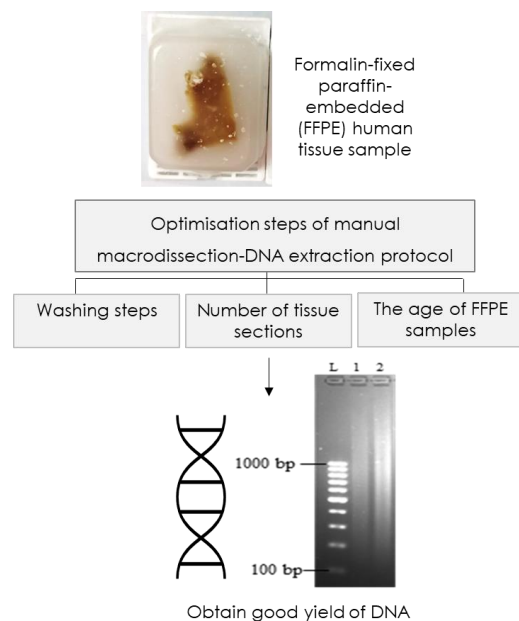 Formalin-fixed
paraffin-
embedded
(FFPE) human
tissue sample
Optimisation steps of manual
macrodissection-DNA extraction protocol
Washing steps
Number of tissue
sections
The age of FFPE
samples
L 1 2
1000 bp
100 bp
Obtain good yield of DNA